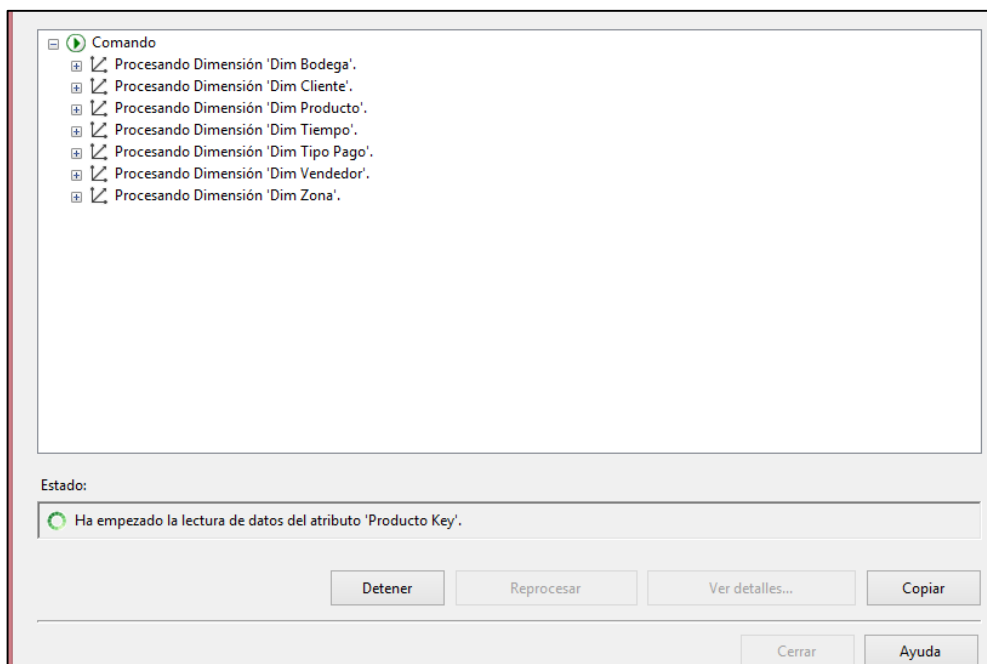 Comando
Procesando Dimensión 'Dim Bodega'.
Procesando Dimensión 'Dim Cliente'.
Procesando Dimensión 'Dim Producto'.
Procesando Dimensión 'Dim Tiempo'.
Procesando Dimensión 'Dim Tipo Pago'.
Procesando Dimensión 'Dim Vendedor'.
Procesando Dimensión 'Dim Zona'.
Estado:
Ha empezado la lectura de datos del atributo 'Producto Key'.
Detener Reprocesar Ver detalles... Copiar
Cerrar Ayuda